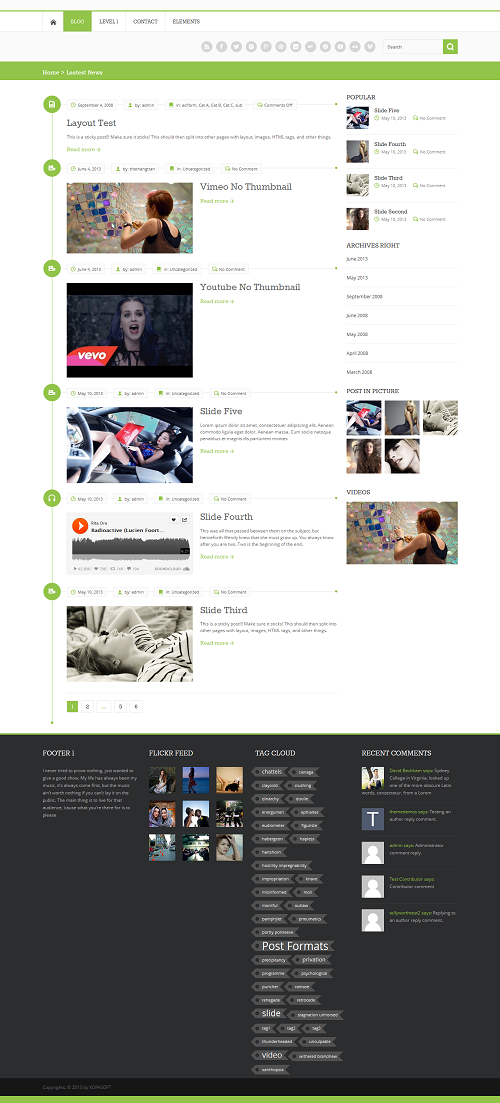 BLOG
LEVEL 1
CONTACT
ELEMENTS
Search
Home > Lastest News
September 4, 2008
by: admin
in: adform, Cat A, Cat B, Cat C, sub
Comments Off
Layout Test
This is a sticky post!! Make sure it sticks! This should then split into other pages with layout, images, HTML tags, and other things.
Read more
June 4, 2013
by: thethangtran
in: Uncategorized
No Comment
Vimeo No Thumbnail
Read more
June 4, 2013
by: admin
in: Uncategorized
No Comment
Youtube No Thumbnail
Read more
vevo
May 10, 2013
by: admin
in: Uncategorized
No Comment
Slide Five
Lorem ipsum dolor sit amet, consectetuer adipiscing elit. Aenean
commodo ligula eget dolor. Aenean massa. Cum sociis natoque
penatibus et magnis dis parturient montes.
Read more
May 10, 2013
by: admin
in: Uncategorized
No Comment
Rita Ora
Radioactive (Lucien Foort...
SOUNDCLOUD
Slide Fourth
This was all that passed between them on the subject, but
henceforth Wendy knew that she must grow up. You always know
after you are two. Two is the beginning of the end.
Read more
May 10, 2013
by: admin
in: Uncategorized
No Comment
Slide Third
This is a sticky post!!! Make sure it sticks! This should then split into
other pages with layout, images, HTML tags, and other things.
Read more
1
2
...
5
6
POPULAR
Slide Five
May 10, 2013
No Comment
Slide Fourth
May 10, 2013
No Comment
Slide Third
May 10, 2013
No Comment
Slide Second
May 10, 2013
No Comment
ARCHIVES RIGHT
June 2013
May 2013
September 2008
June 2008
May 2008
April 2008
March 2008
POST IN PICTURE
VIDEOS
FOOTER 1
I never tried to prove nothing, just wanted to
give a good show. My life has always been my
music, it's always come first, but the music
ain't worth nothing if you can't lay it on the
public. The main thing is to live for that
audience, 'cause what you're there for is to
please
FLICKR FEED
TAG CLOUD
chattels
cienaga
claycold
crushing
dinarchy
doolie
energumen
ephialtes
eudiometer
figuriste
habergeon
hapless
hartshorn
hostility impregnability
impropriation
knave
misinformed
moil
mornful
outlaw
pamphjlet
pneumatics
portly portreeve
Post Formats
precipitancy
privation
programme
psychological
puncher
ramose
renegade
retrocede
slide
stagnation unhorsed
tag1
tag2
tag3
thunderheaded
unculpable
video
withered brandnew
xanthopsia
RECENT COMMENTS
David Beckham says: Sydney
College in Virginia, looked up
one of the more obscure Latin
words, consectetur, from a Lorem
T
themedemos says: Testing an
author reply comment.
admin says: Administrator
comment reply.
Test Contributor says:
Contributor comment
tellyworthtest2 says: Replying to
an author reply comment.
Copyrights. © 2013 by KOPASOFT